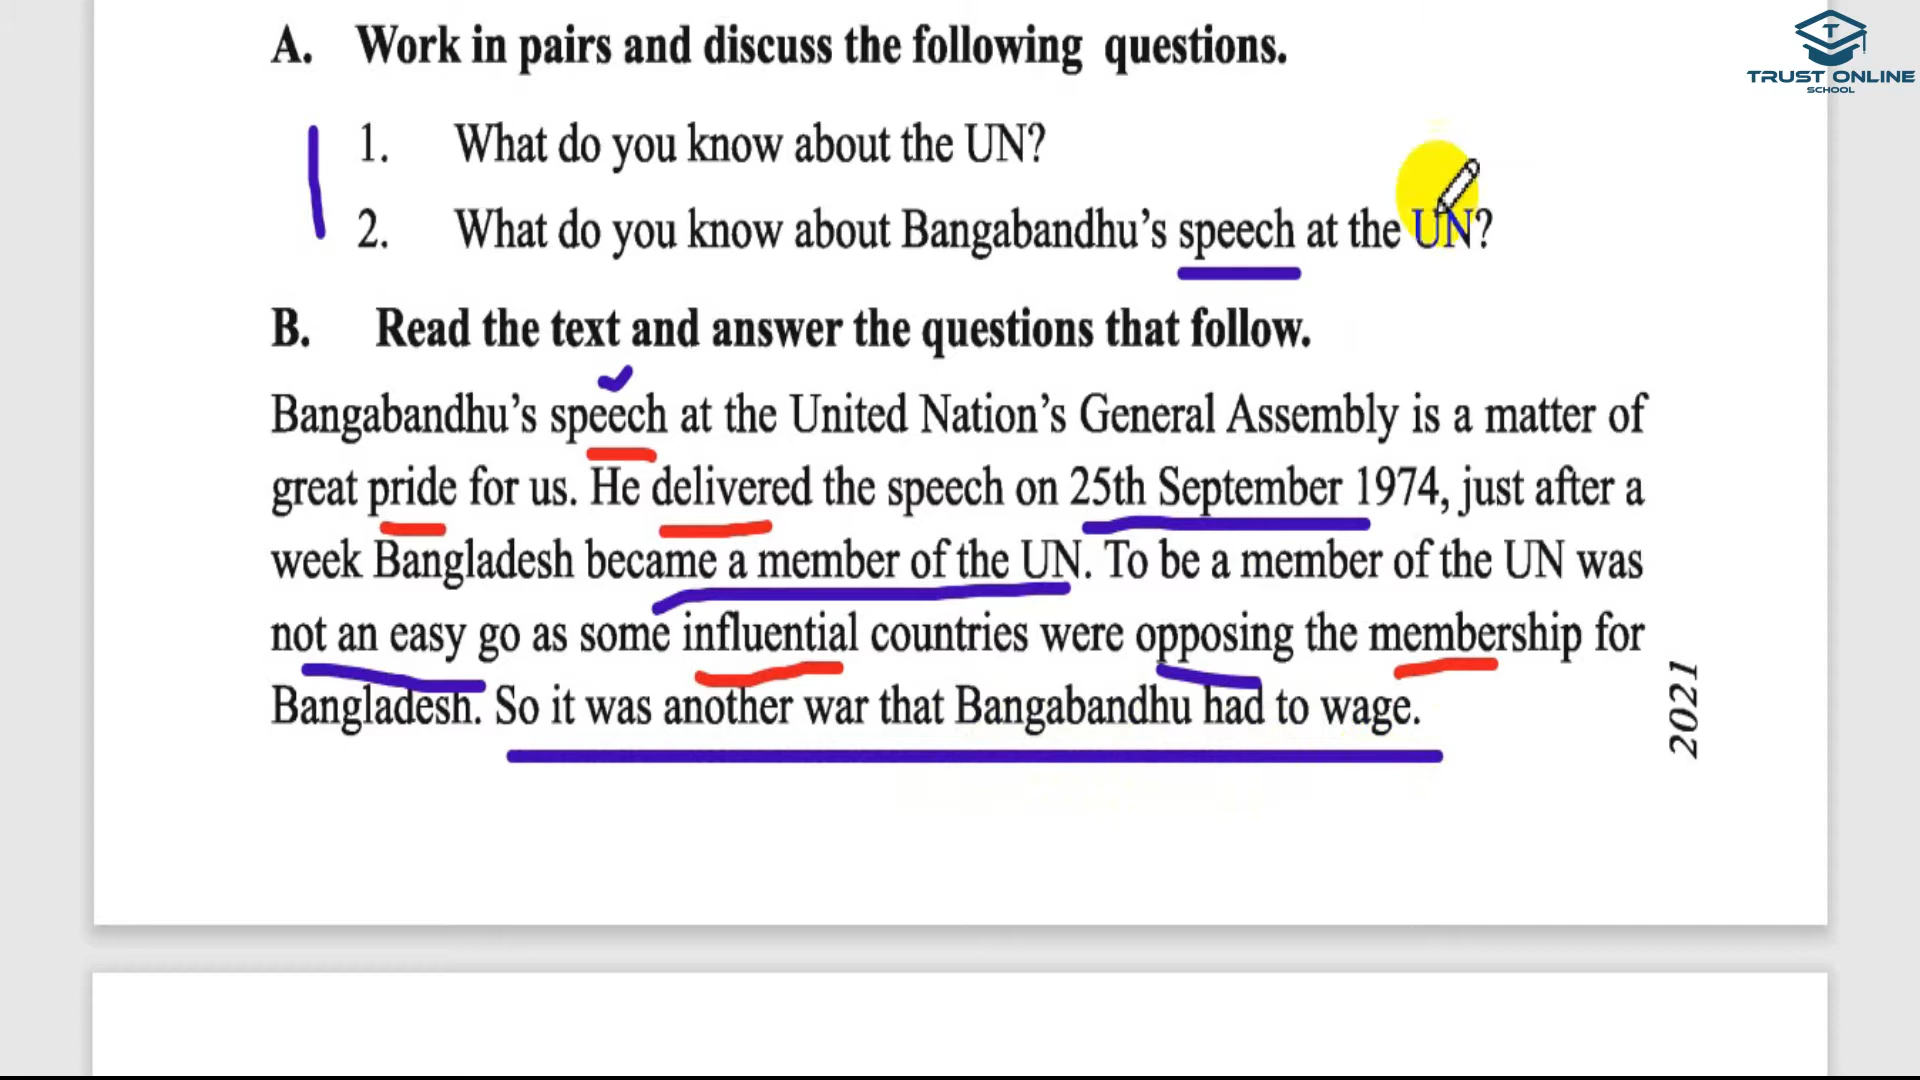 A. Work in pairs and discuss the following questions.
T
TRUST ONLINE
SCHOOL
1. What do you know about the UN?
2. What do you know about Bangabandhu’s speech at the UN?
B. Read the text and answer the questions that follow.
Bangabandhu’s speech at the United Nation’s General Assembly is a matter of
great pride for us. He delivered the speech on 25th September 1974, just after a
week Bangladesh became a member of the UN. To be a member of the UN was
not an easy go as some influential countries were opposing the membership for
Bangladesh. So it was another war that Bangabandhu had to wage.
2021